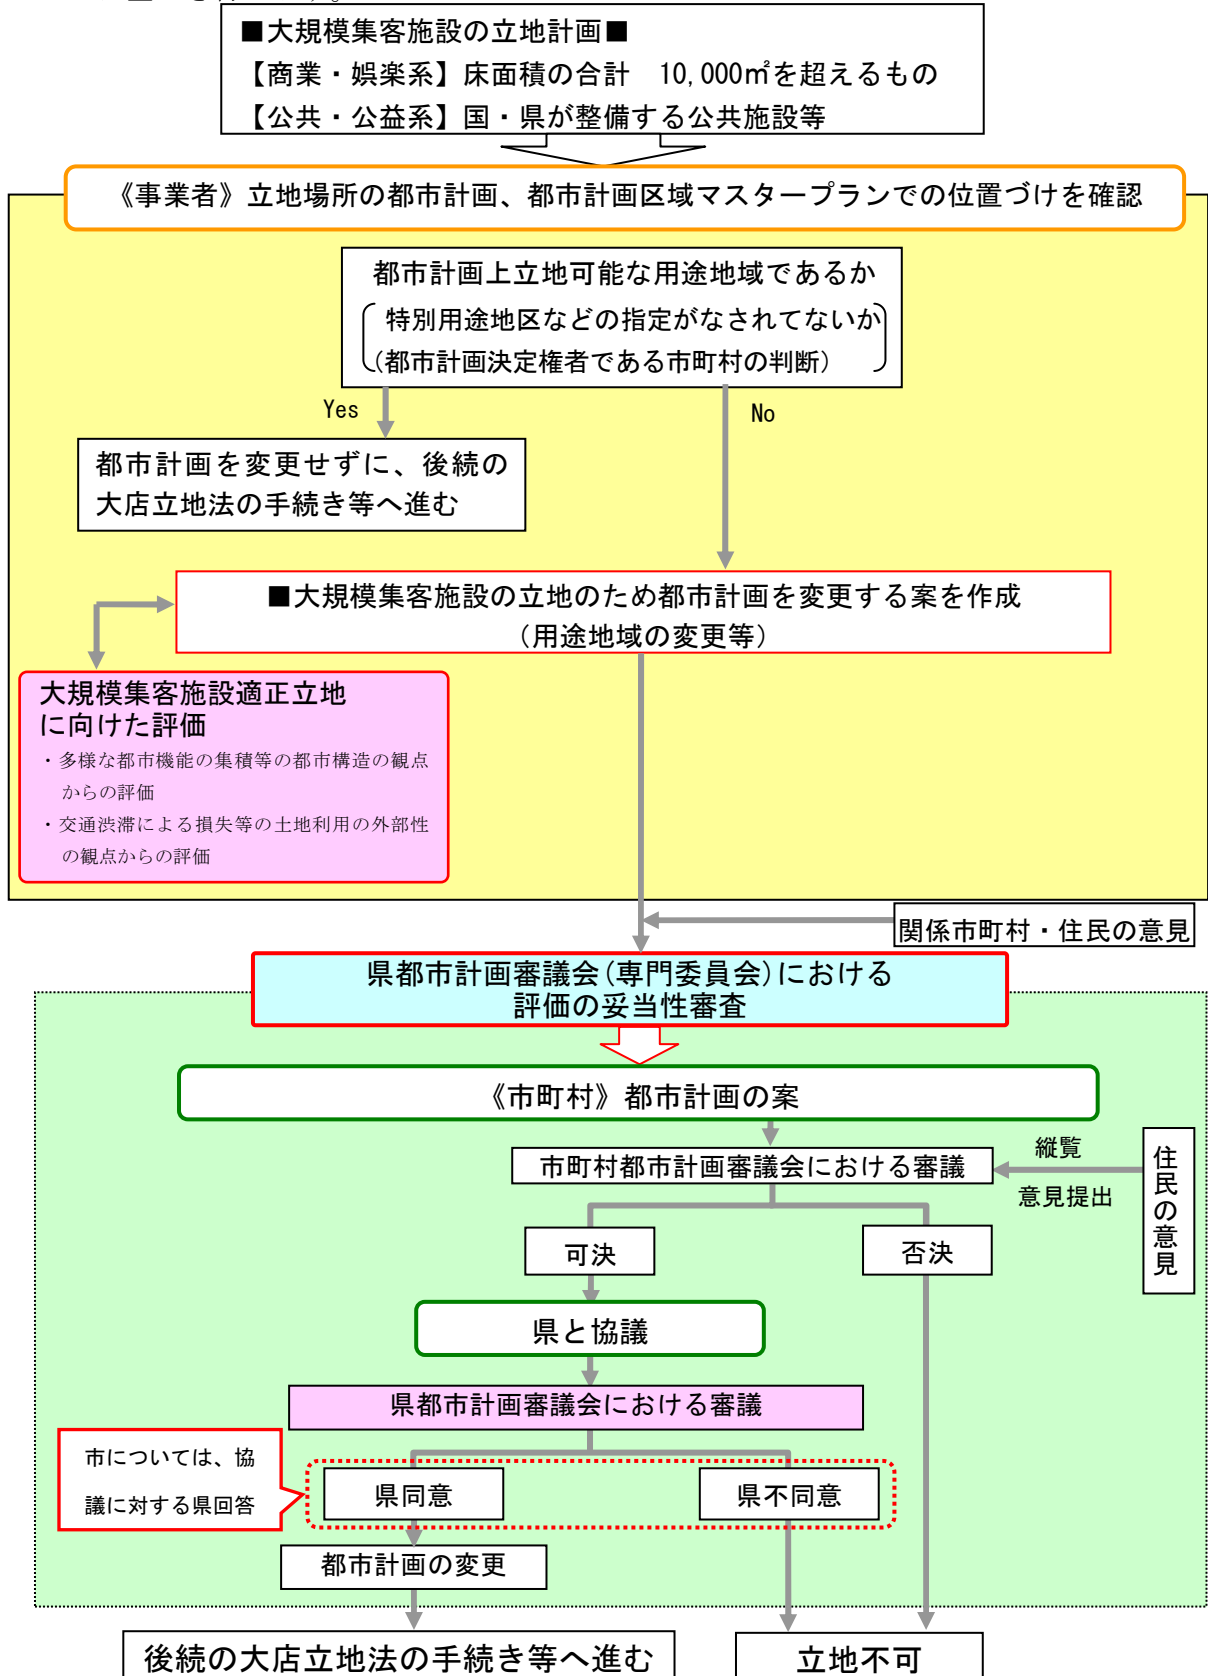 ■大規模集客施設の立地計画■
【商業・娯楽系】床面積の合計　10,000㎡を超えるもの
【公共・公益系】国・県が整備する公共施設等
《事業者》立地場所の都市計画、都市計画区域マスタープランでの位置づけを確認
都市計画上立地可能な用途地域であるか
特別用途地区などの指定がなされてないか
(都市計画決定権者である市町村の判断)
Yes
No
都市計画を変更せずに、後続の
大店立地法の手続き等へ進む
■大規模集客施設の立地のため都市計画を変更する案を作成
(用途地域の変更等)
大規模集客施設適正立地
に向けた評価
・多様な都市機能の集積等の都市構造の観点
からの評価
・交通渋滞による損失等の土地利用の外部性
の観点からの評価
関係市町村・住民の意見
県都市計画審議会(専門委員会)における
評価の妥当性審査
《市町村》都市計画の案
市町村都市計画審議会における審議
縦覧
意見提出
住民の意見
可決
否決
県と協議
県都市計画審議会における審議
市については、協
議に対する県回答
県同意
県不同意
都市計画の変更
後続の大店立地法の手続き等へ進む
立地不可